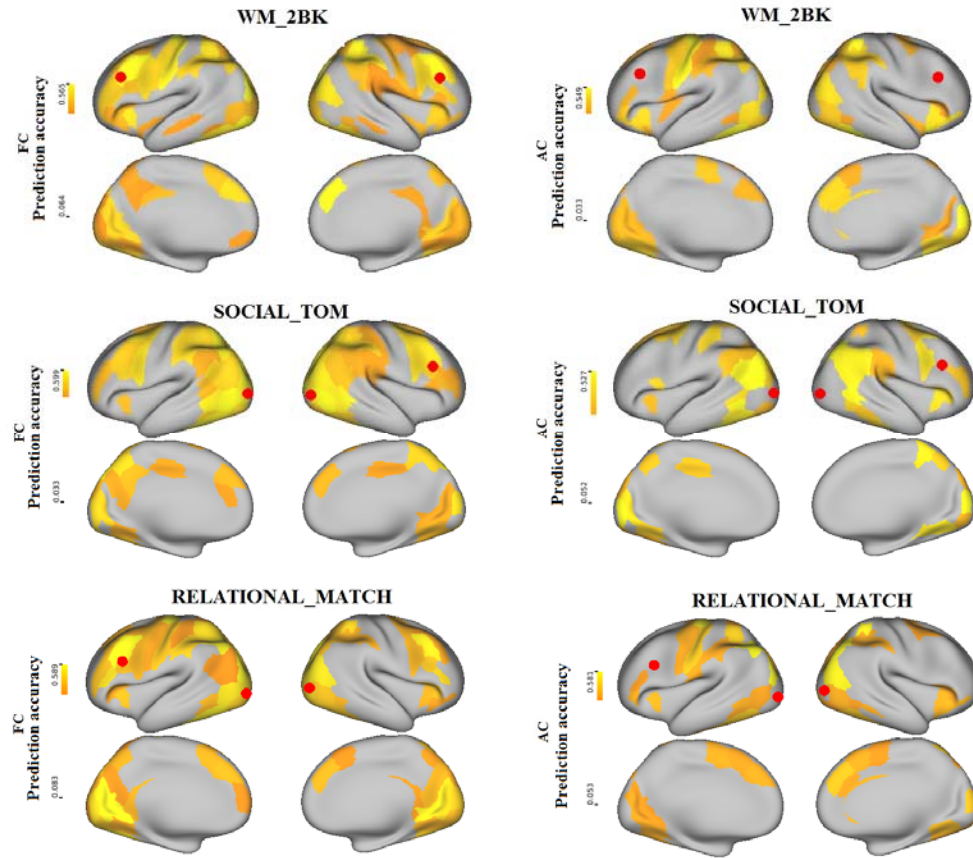 WM_2BK
FC
Prediction accuracy
0.565
0.064
WM_2BK
AC
Prediction accuracy
0.549
0.033
SOCIAL_TOM
FC
Prediction accuracy
0.599
0.033
SOCIAL_TOM
AC
Prediction accuracy
0.527
0.052
RELATIONAL_MATCH
FC
Prediction accuracy
0.589
0.083
RELATIONAL_MATCH
AC
Prediction accuracy
0.581
0.053